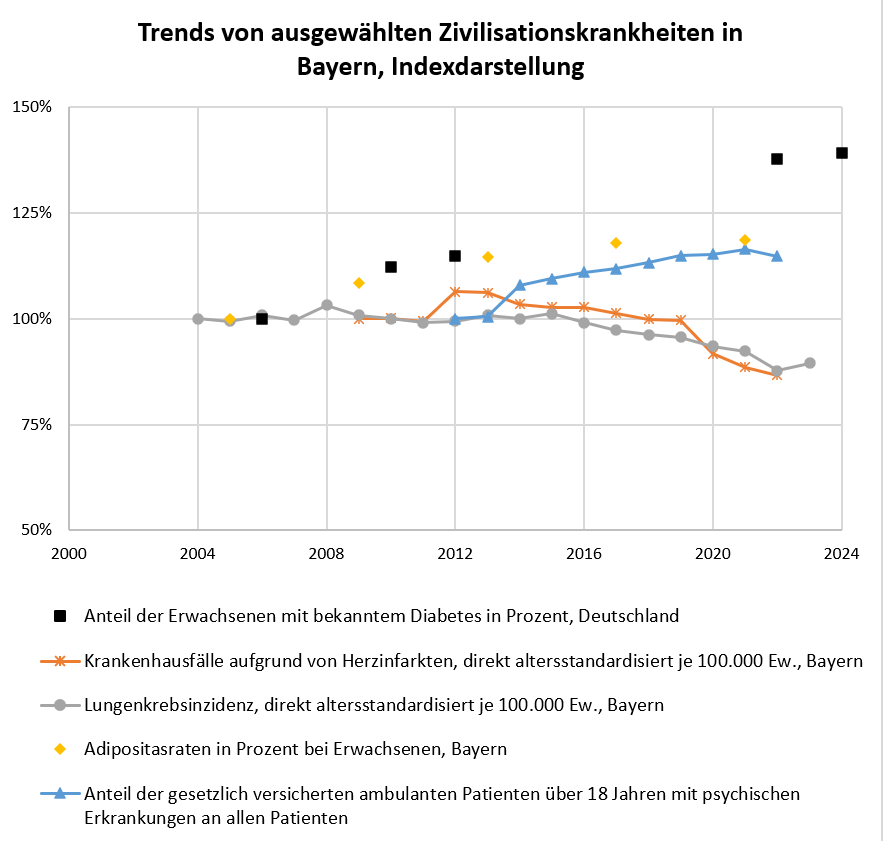 Trends von ausgewählten Zivilisationskrankheiten in
Bayern, Indexdarstellung
150%
125%
100%
75%
50%
2000
2004
2008
2012
2016
2020
2024
Anteil der Erwachsenen mit bekanntem Diabetes in Prozent, Deutschland
Krankenhausfälle aufgrund von Herzinfarkten, direkt altersstandardisiert je 100.000 Ew., Bayern
Lungenkrebsinzidenz, direkt altersstandardisiert je 100.000 Ew., Bayern
Adipositasraten in Prozent bei Erwachsenen, Bayern
Anteil der gesetzlich versicherten ambulanten Patienten über 18 Jahren mit psychischen
Erkrankungen an allen Patienten